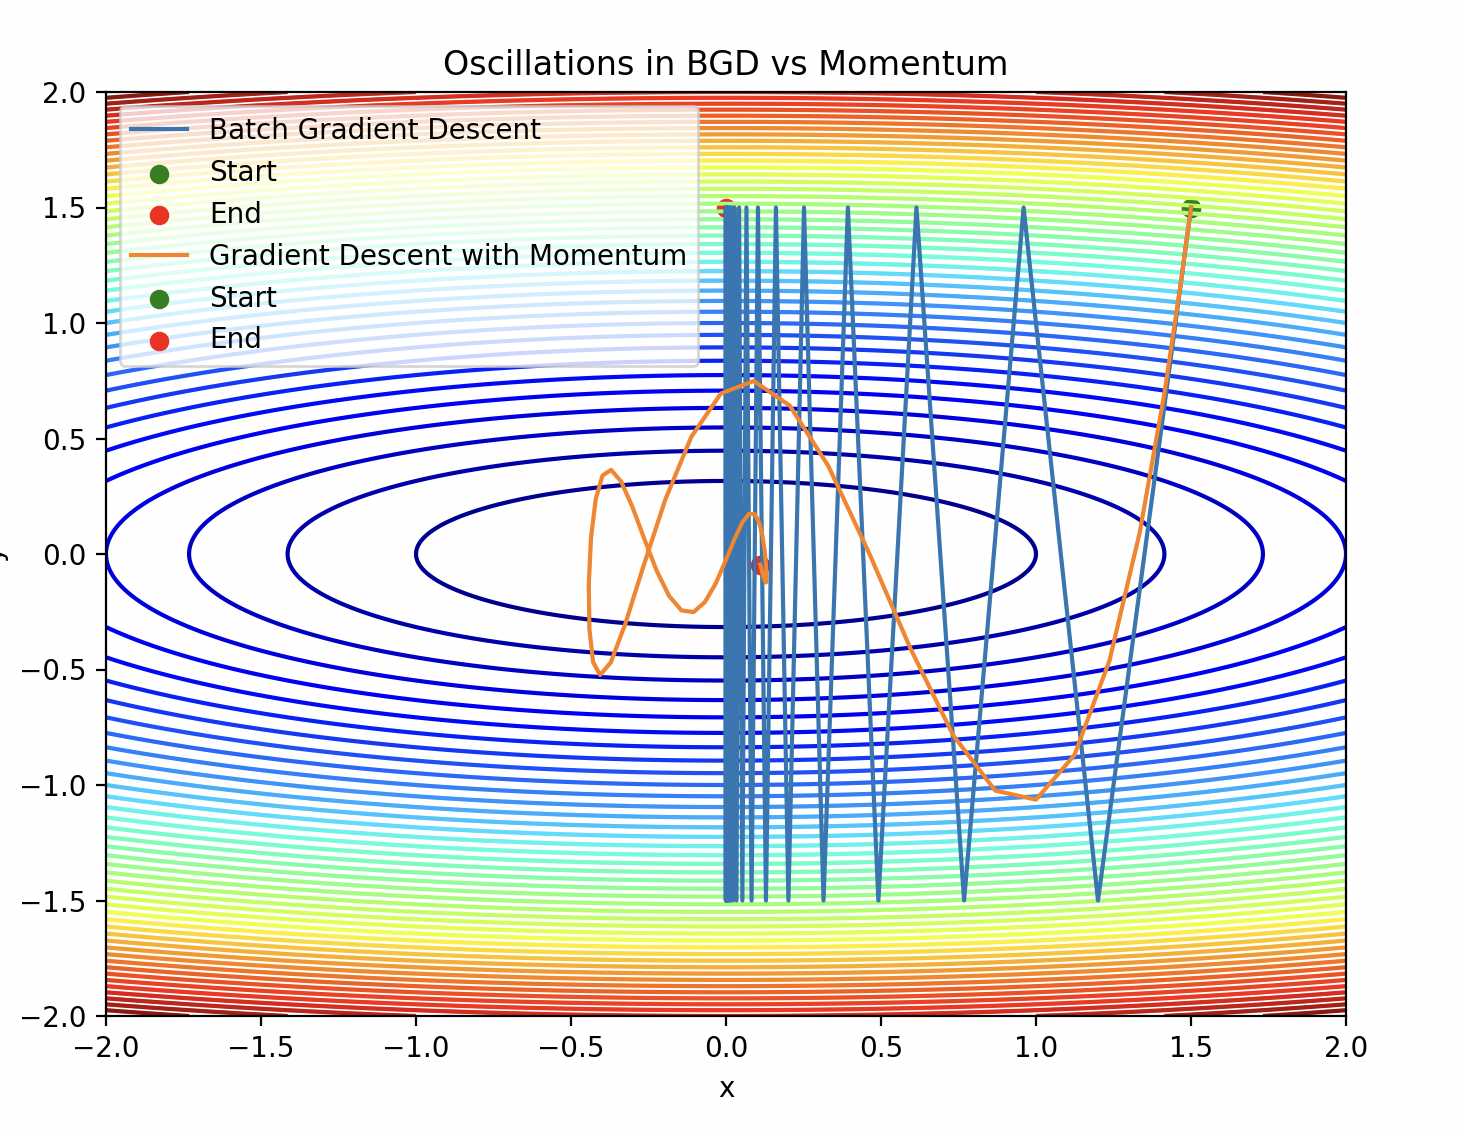 Oscillations in BGD vs Momentum
2.0
1.5
1.0
0.5
0.0
−0.5
−1.0
−1.5
−2.0
Batch Gradient Descent
Start
End
Gradient Descent with Momentum
Start
End
−2.0 −1.5 −1.0 −0.5 0.0 0.5 1.0 1.5 2.0
x